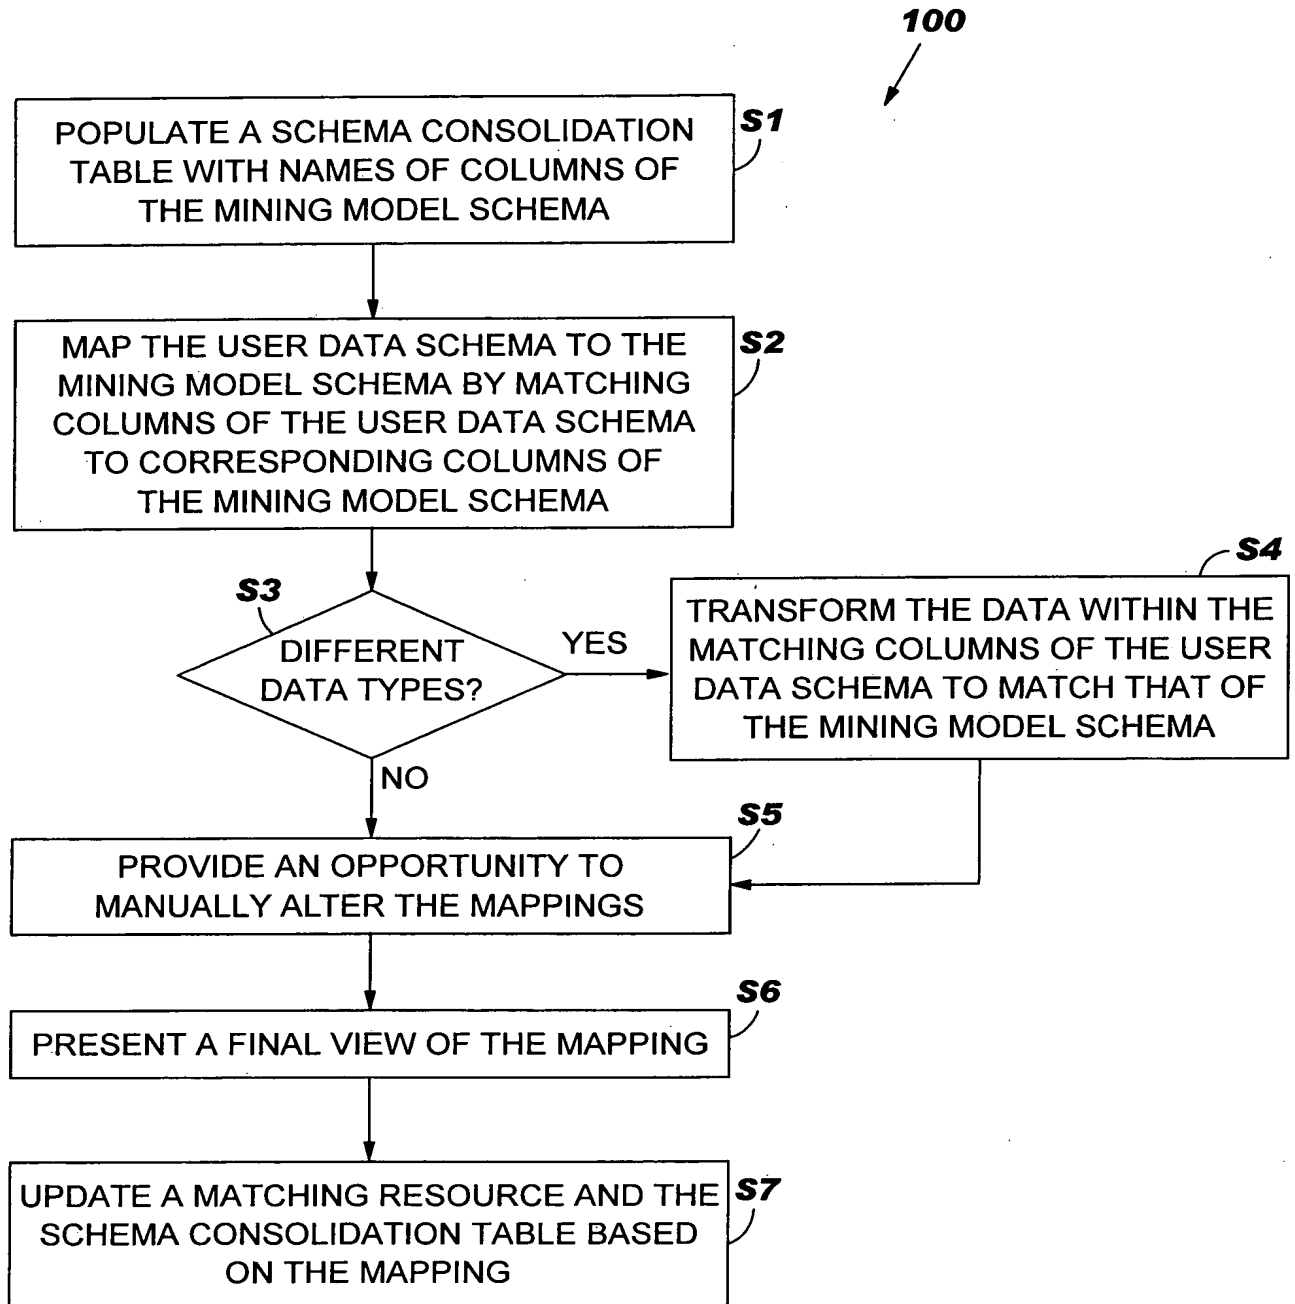 100
POPULATE A SCHEMA CONSOLIDATION
TABLE WITH NAMES OF COLUMNS OF
THE MINING MODEL SCHEMA
S1
MAP THE USER DATA SCHEMA TO THE
MINING MODEL SCHEMA BY MATCHING
COLUMNS OF THE USER DATA SCHEMA
TO CORRESPONDING COLUMNS OF
THE MINING MODEL SCHEMA
S2
S3
DIFFERENT
DATA TYPES?
YES
NO
S4
TRANSFORM THE DATA WITHIN THE
MATCHING COLUMNS OF THE USER
DATA SCHEMA TO MATCH THAT OF
THE MINING MODEL SCHEMA
S5
PROVIDE AN OPPORTUNITY TO
MANUALLY ALTER THE MAPPINGS
S6
PRESENT A FINAL VIEW OF THE MAPPING
UPDATE A MATCHING RESOURCE AND THE
SCHEMA CONSOLIDATION TABLE BASED
ON THE MAPPING
S7